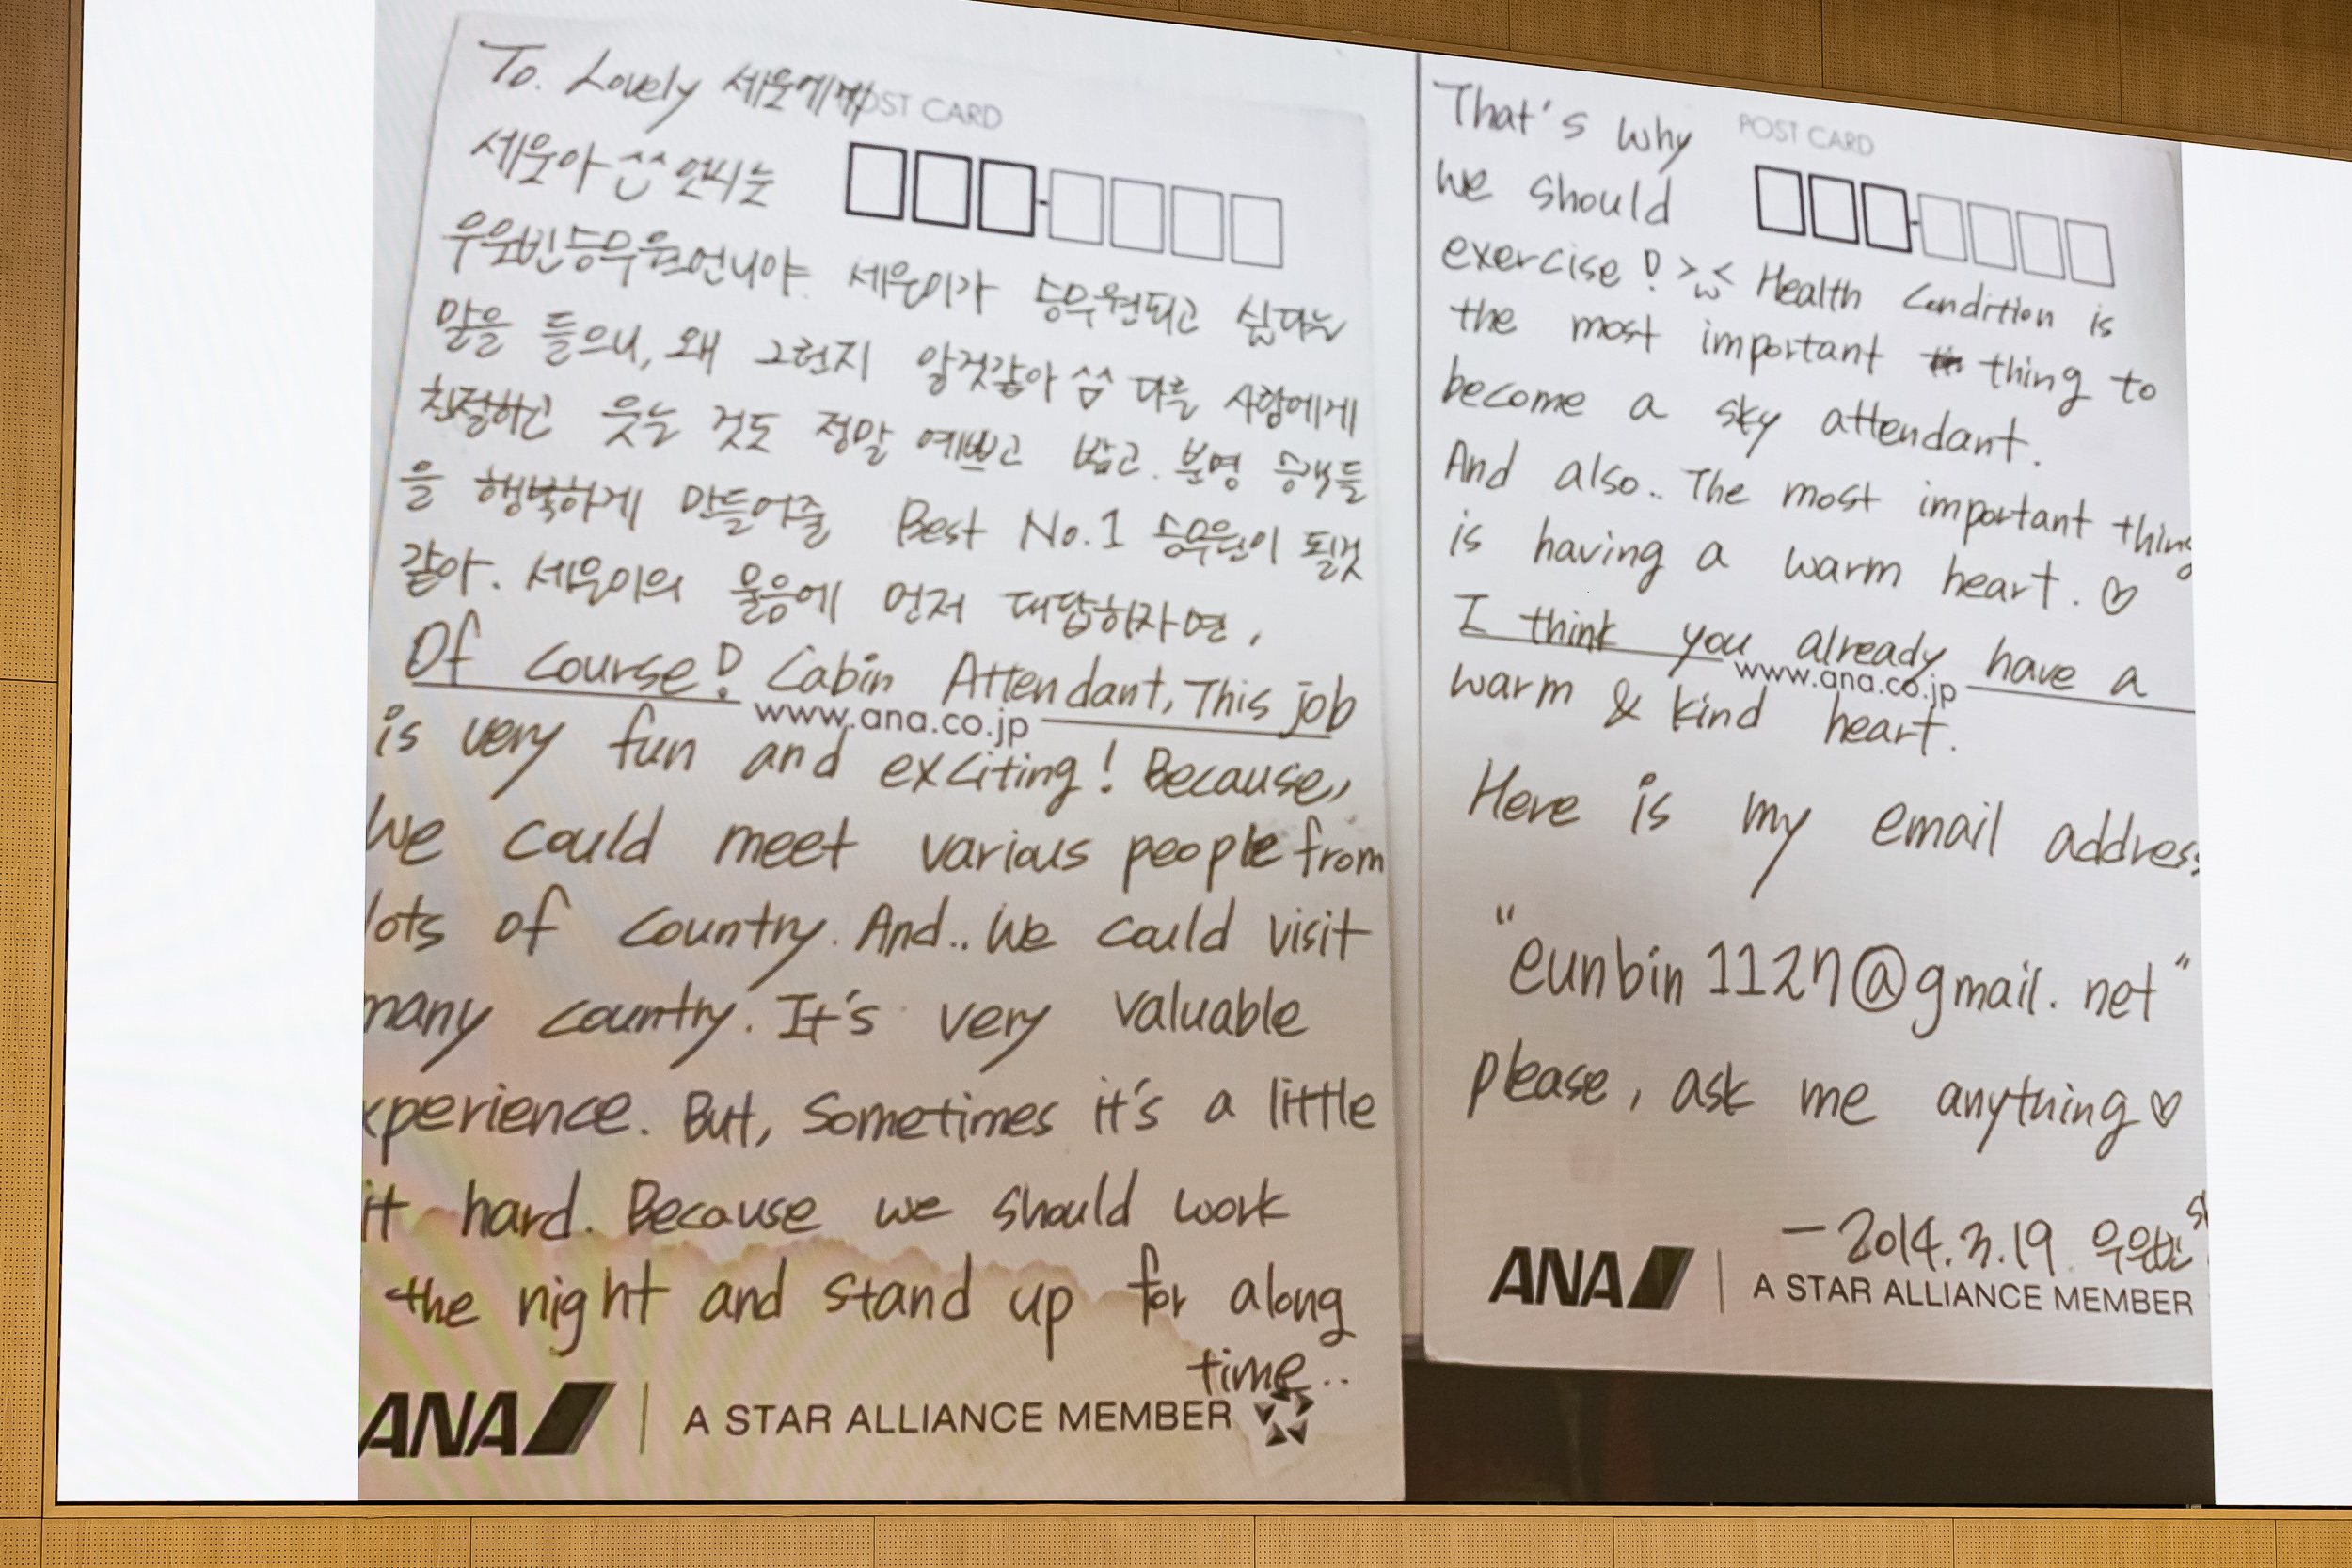 To. Lovely 세운에게
POST CARD
세운아 ^^ 언니는
우은빈승무원언니야. 세운이가 승무원되고 싶다는
말을 들으니, 왜 그런지 알것같아 ^^ 다른 사람에게
친절하고 웃는 것도 정말 예쁘고 밝고. 분명 승객들
을 행복하게 만들어줄 Best No.1 승무원이 될것
같아. 세운이의 물음에 먼저 대답하자면,
Of course! Cabin Attendant, This job
www.ana.co.jp
is very fun and exciting! Because,
We could meet various people from
lots of country. And.. We could visit
many country. It's very valuable
xperience. But, Sometimes it's a little
it hard. Because we should work
the night and stand up for along
time..
ANA | A STAR ALLIANCE MEMBER
That's why
POST CARD
we should
exercise! >ω< Health Condition is
the most important thing to
become a sky attendant.
And also.. The most important thing
is having a warm heart. ♡
I think you already have a
www.ana.co.jp
warm & kind heart.
Here is my email address
"eunbin1127@gmail.net"
please, ask me anything♡
- 2014.3.19. 우은빈
ANA | A STAR ALLIANCE MEMBER